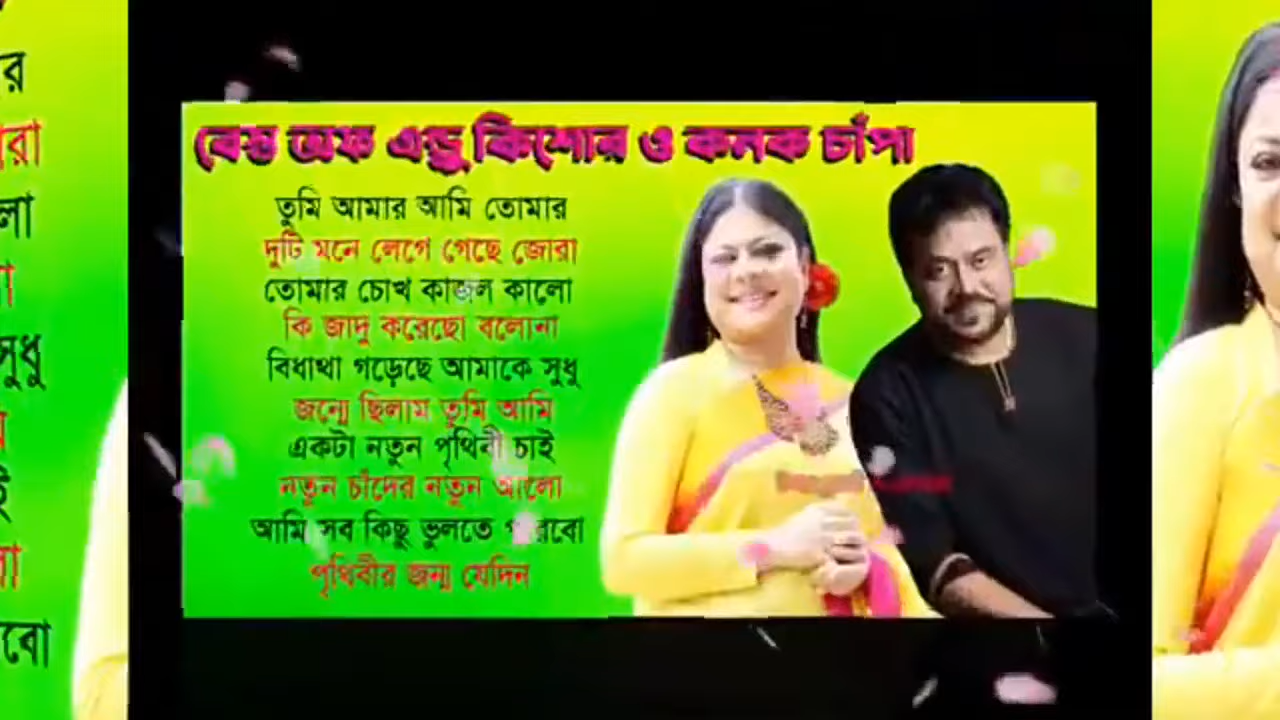 বেস্ট অফ এন্ড্রু কিশোর ও কনক চাঁপা
তুমি আমার আমি তোমার
দুটি মনে লেগে গেছে জোরা
তোমার চোখ কাজল কালো
কি জাদু করেছো বলোনা
বিধাথা গড়েছে আমাকে সুধু
জন্মে ছিলাম তুমি আমি
একটা নতুন পৃথিবী চাই
নতুন চাঁদের নতুন আলো
আমি সব কিছু ভুলতে পারবো
পৃথিবীর জন্ম যেদিন